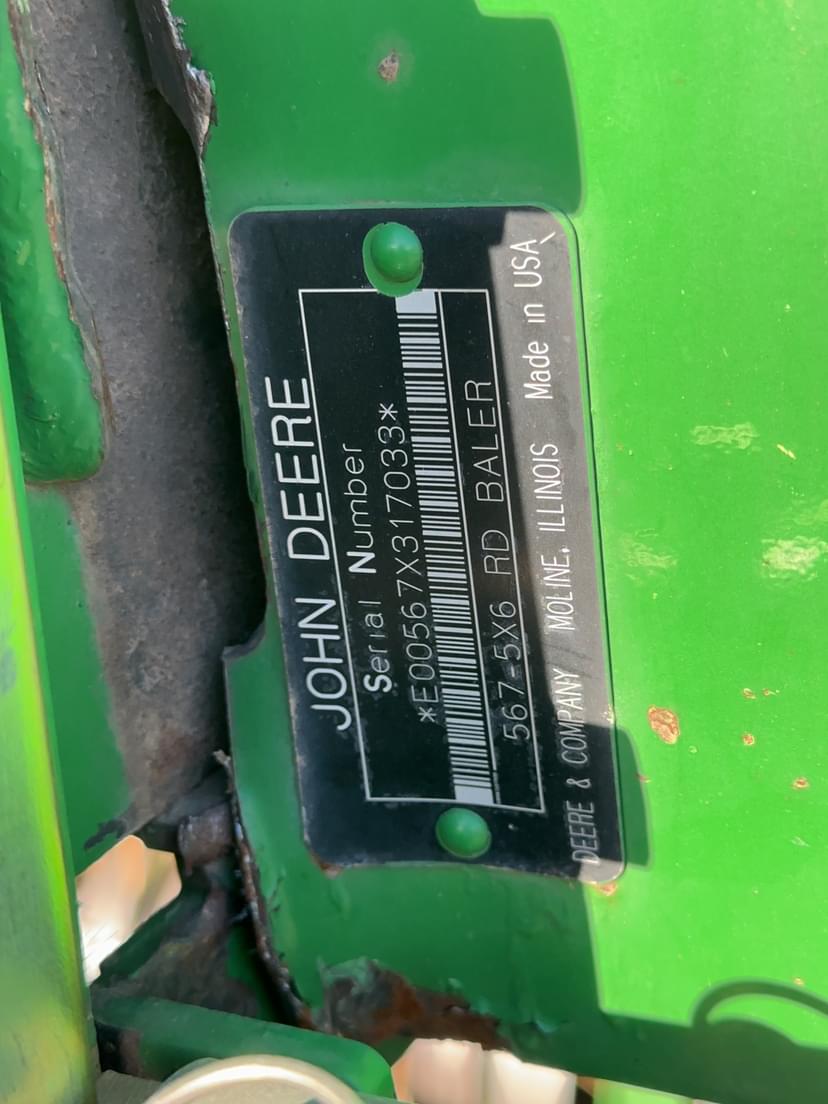 JOHN DEERE
Serial Number
*E00567X317033*
567-5X6 RD BALER
DEERE & COMPANY MOLINE, ILLINOIS Made in USA